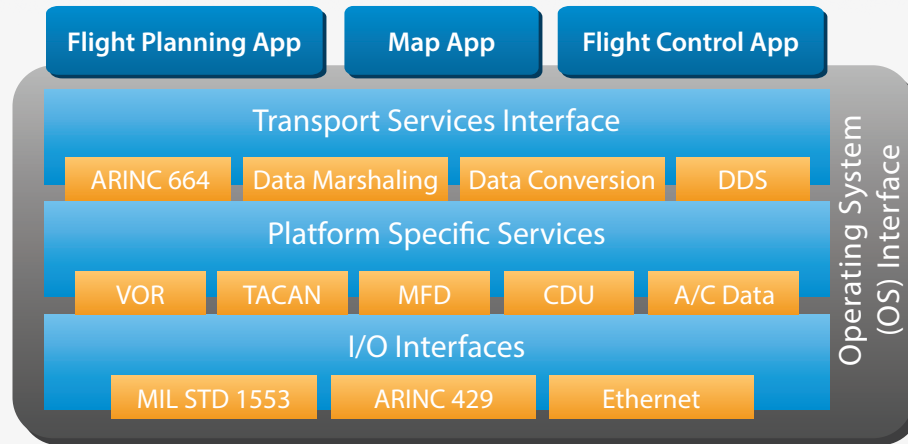 Flight Planning App
Map App
Flight Control App
Transport Services Interface
ARINC 664
Data Marshaling
Data Conversion
DDS
Platform Specific Services
VOR
TACAN
MFD
CDU
A/C Data
I/O Interfaces
MIL STD 1553
ARINC 429
Ethernet
Operating System
(OS) Interface